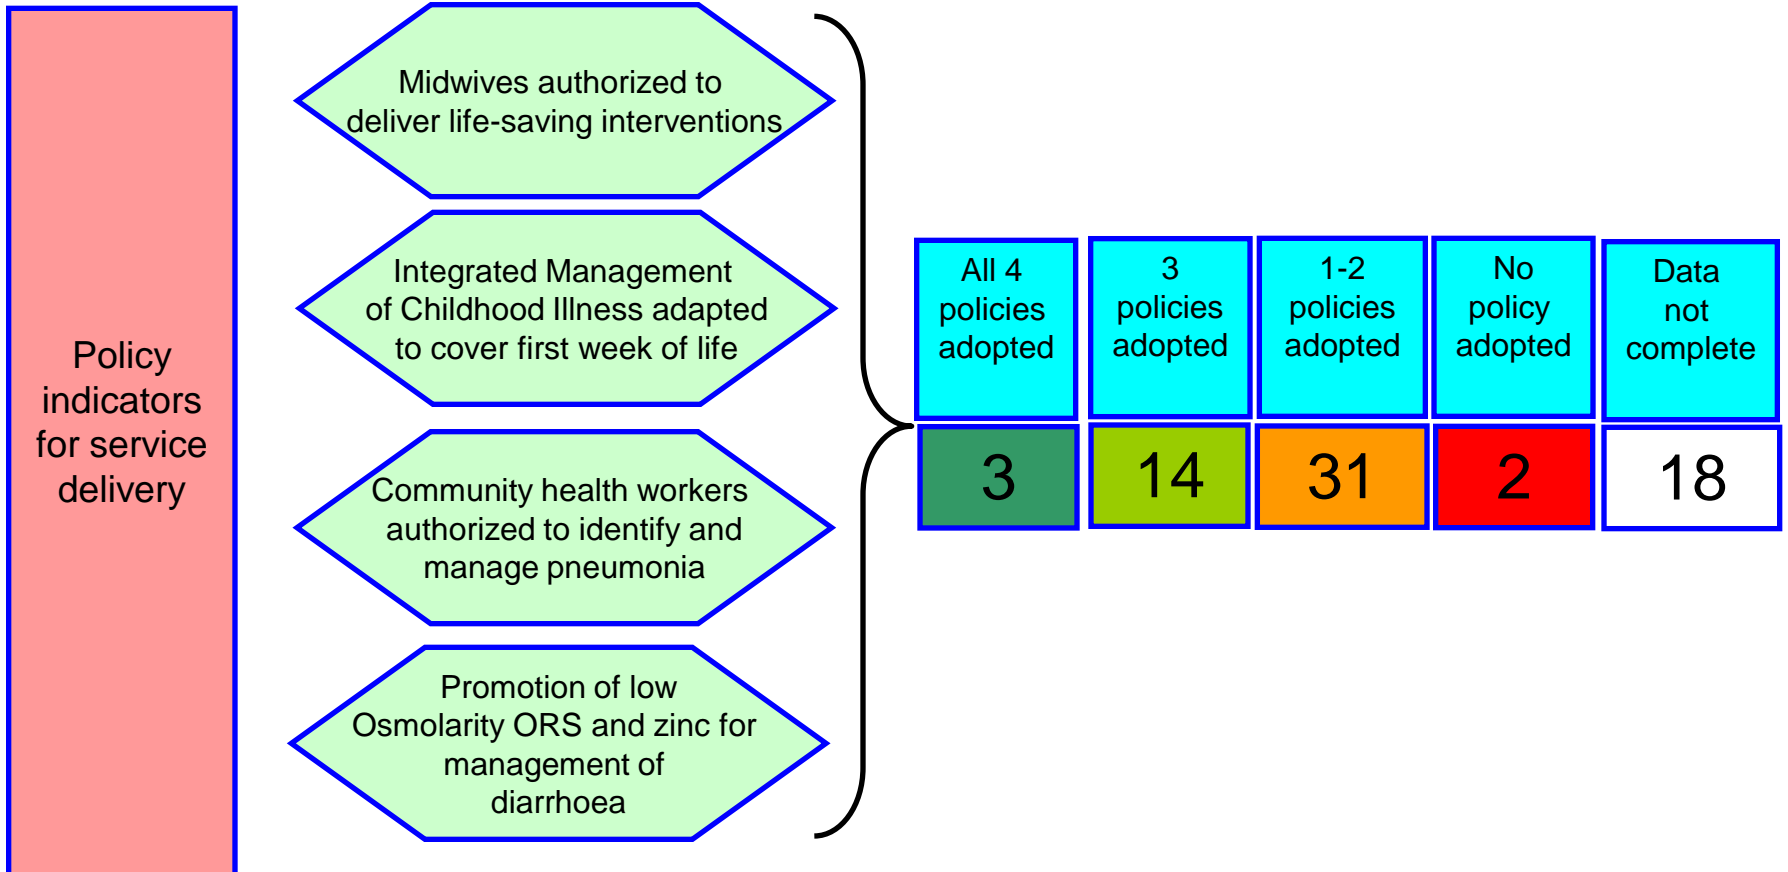 Policy
indicators
for service
delivery
Midwives authorized to
deliver life-saving interventions
Integrated Management
of Childhood Illness adapted
to cover first week of life
Community health workers
authorized to identify and
manage pneumonia
Promotion of low
Osmolarity ORS and zinc for
management of
diarrhoea
All 4
policies
adopted
3
policies
adopted
1-2
policies
adopted
No
policy
adopted
Data
not
complete
3
14
31
2
18